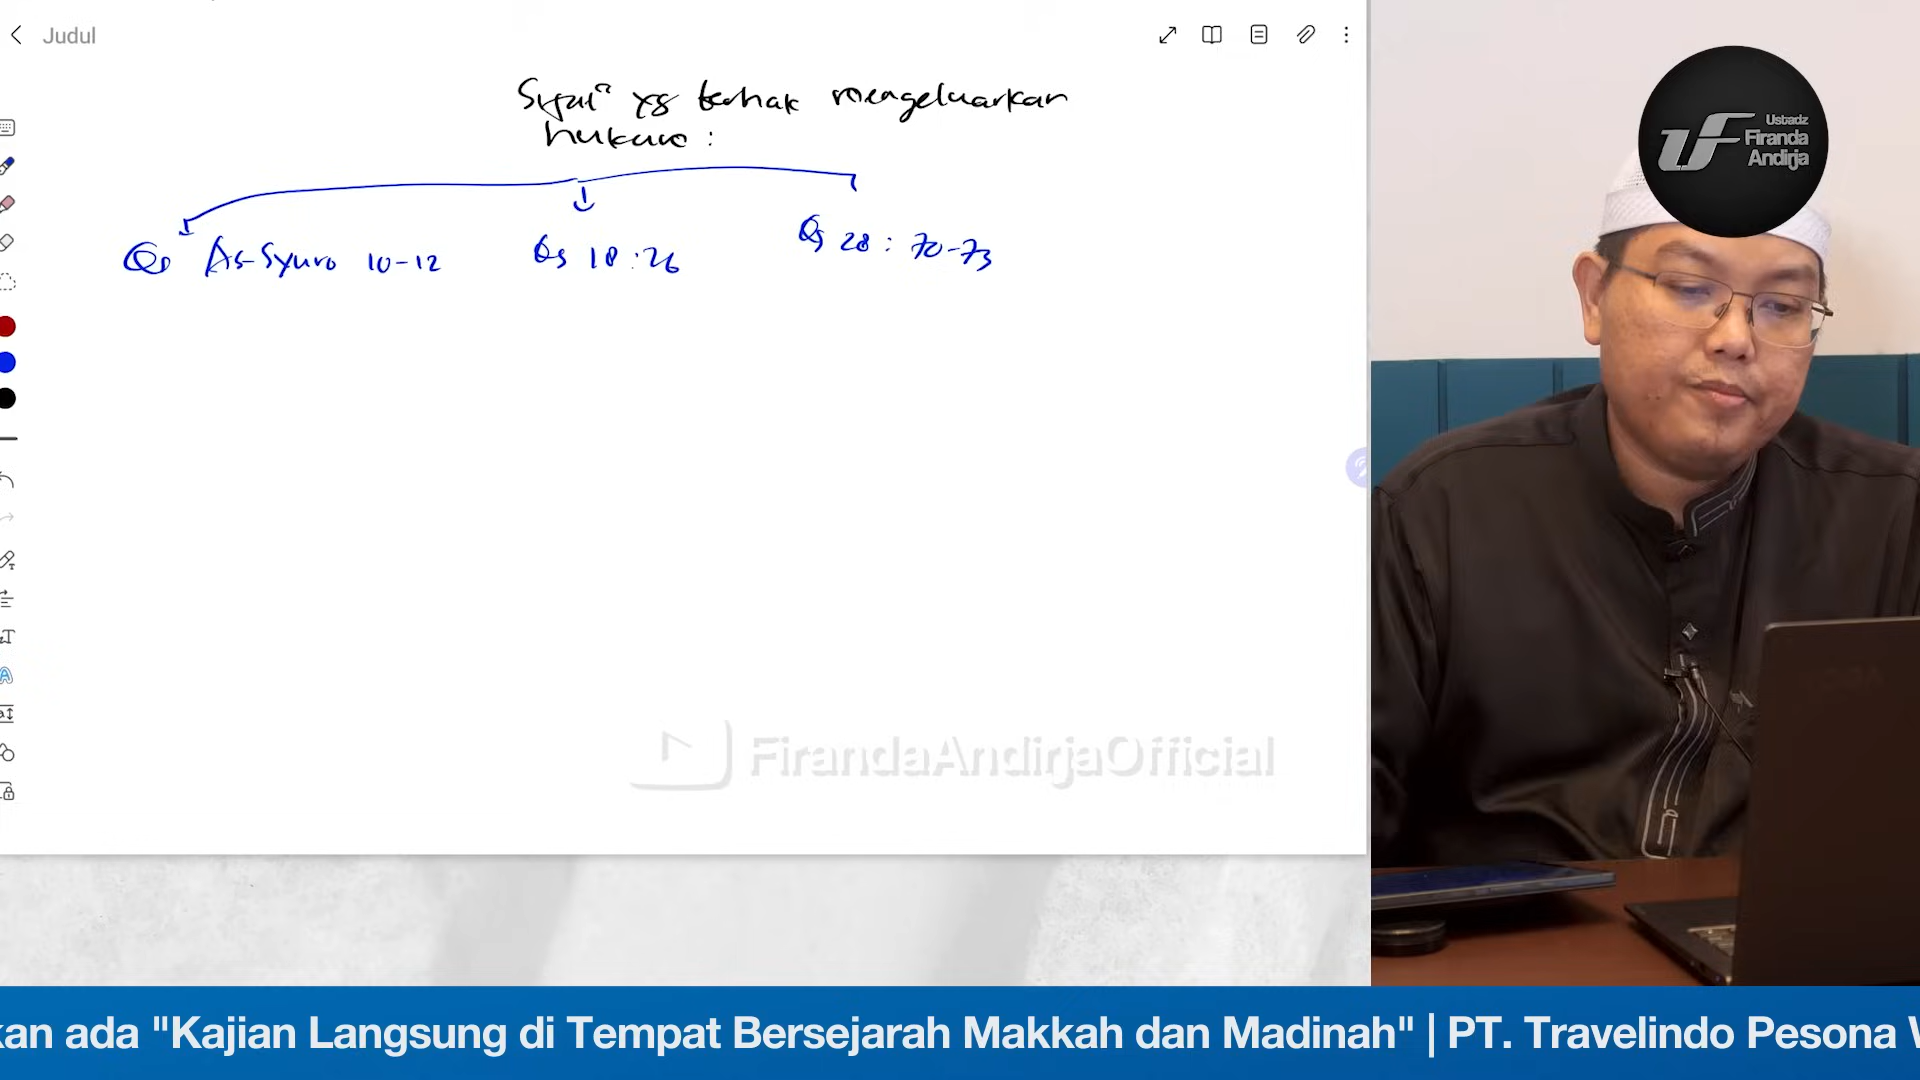 Judul
Sifat² yg berhak mengeluarkan
hukum :
Qs As-Syuro 10-12
Qs 18 : 26
Qs 28 : 70-73
Ustadz
Firanda
Andirja
FirandaAndirjaOfficial
kan ada "Kajian Langsung di Tempat Bersejarah Makkah dan Madinah" | PT. Travelindo Pesona W